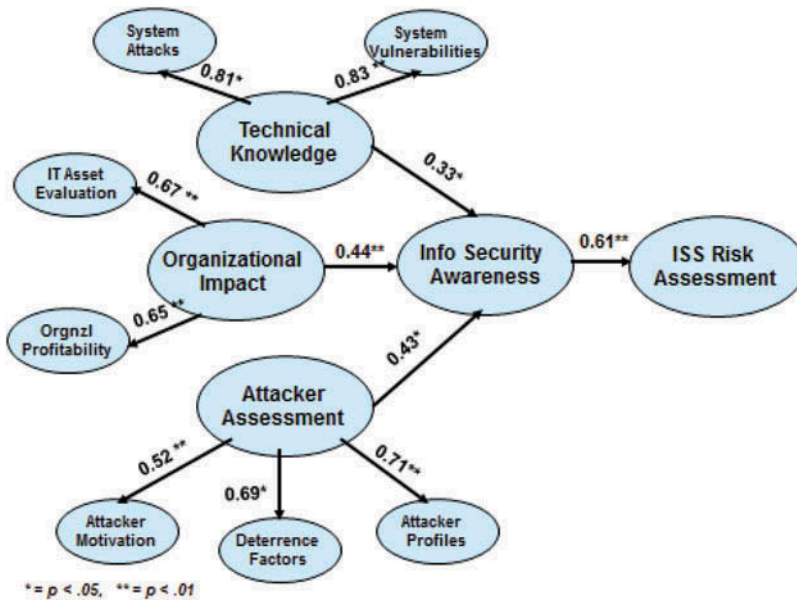 System
Attacks
System
Vulnerabilities
0.81*
0.83 **
Technical
Knowledge
IT Asset
Evaluation
0.67 **
0.33*
Organizational
Impact
0.44**
Info Security
Awareness
0.61**
ISS Risk
Assessment
Orgnzl
Profitability
0.65 **
0.43*
Attacker
Assessment
0.52 **
0.69*
0.71**
Attacker
Motivation
Deterrence
Factors
Attacker
Profiles
* = p < .05,   ** = p < .01